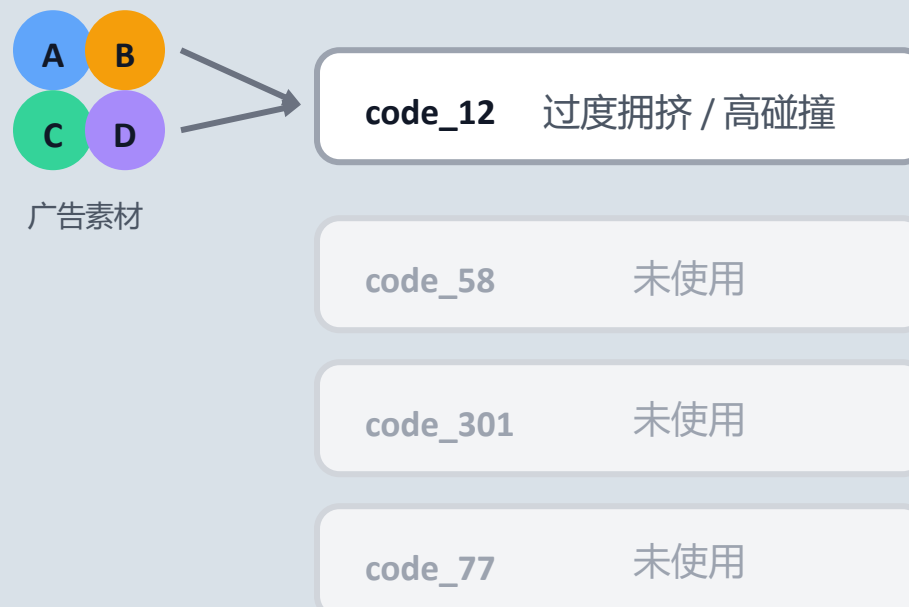 A B
C D
广告素材
code_12 过度拥挤 / 高碰撞
code_58 未使用
code_301 未使用
code_77 未使用